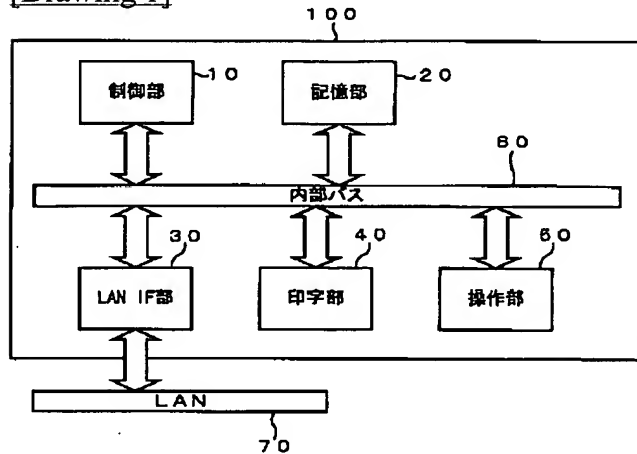 [Drawing 1]
100
制御部 10
記憶部 20
80
内部バス
LAN IF部 30
印字部 40
操作部 60
LAN
70